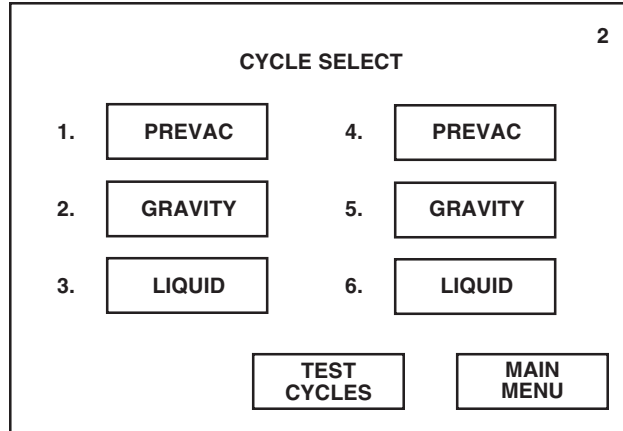 2
CYCLE SELECT
1. PREVAC
4. PREVAC
2. GRAVITY
5. GRAVITY
3. LIQUID
6. LIQUID
TEST
CYCLES
MAIN
MENU